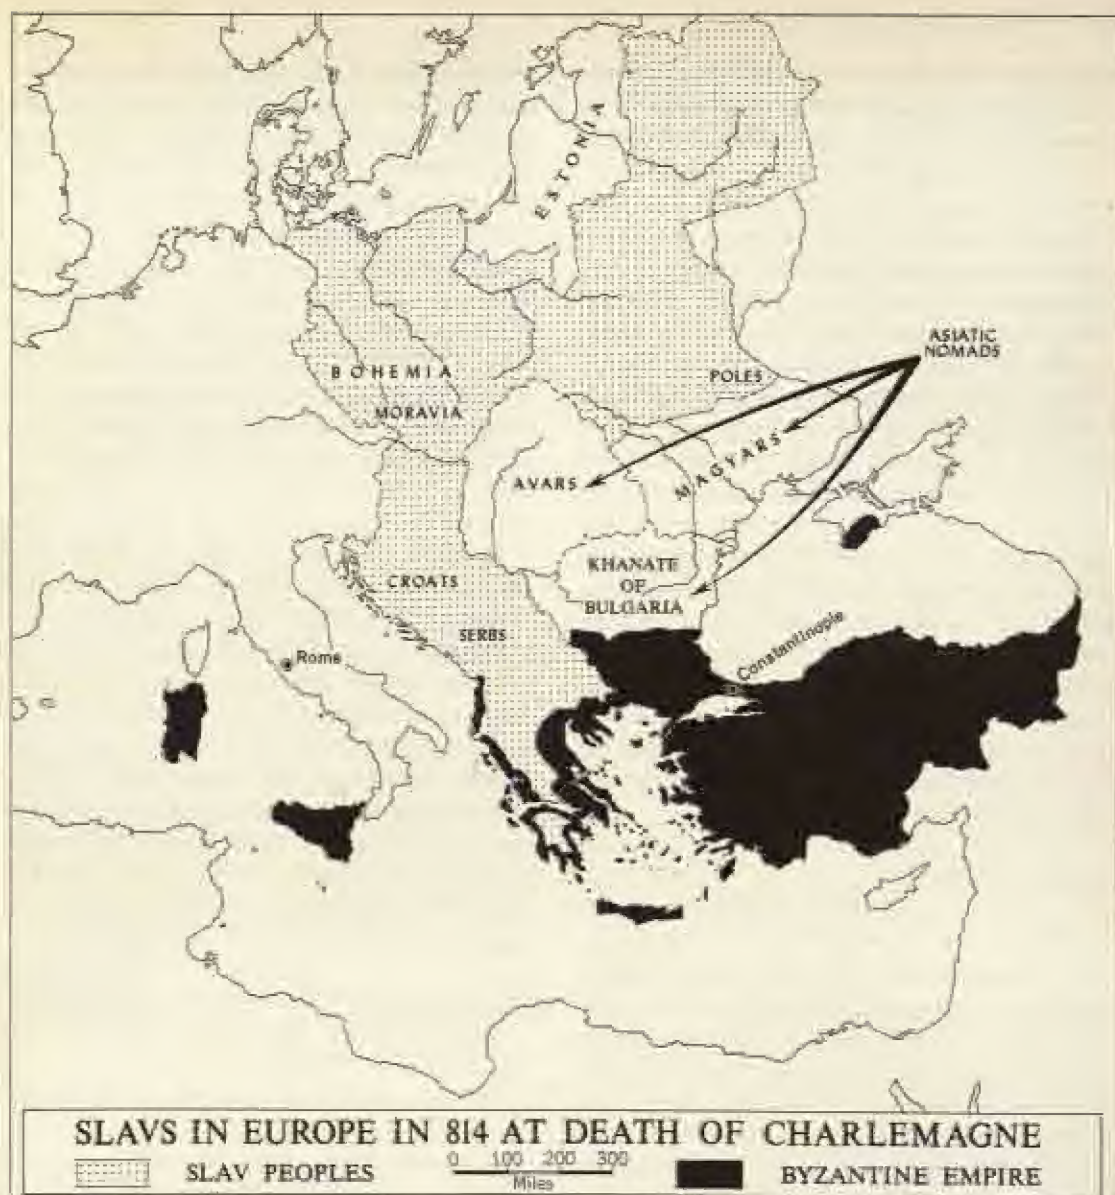 ESTONIA
ASIATIC
NOMADS
BOHEMIA
POLES
MORAVIA
MAGYARS
AVARS
KHANATE
OF
BULGARIA
CROATS
SERBS
Constantinople
Rome
SLAVS IN EUROPE IN 814 AT DEATH OF CHARLEMAGNE
SLAV PEOPLES
0 100 200 300
Miles
BYZANTINE EMPIRE